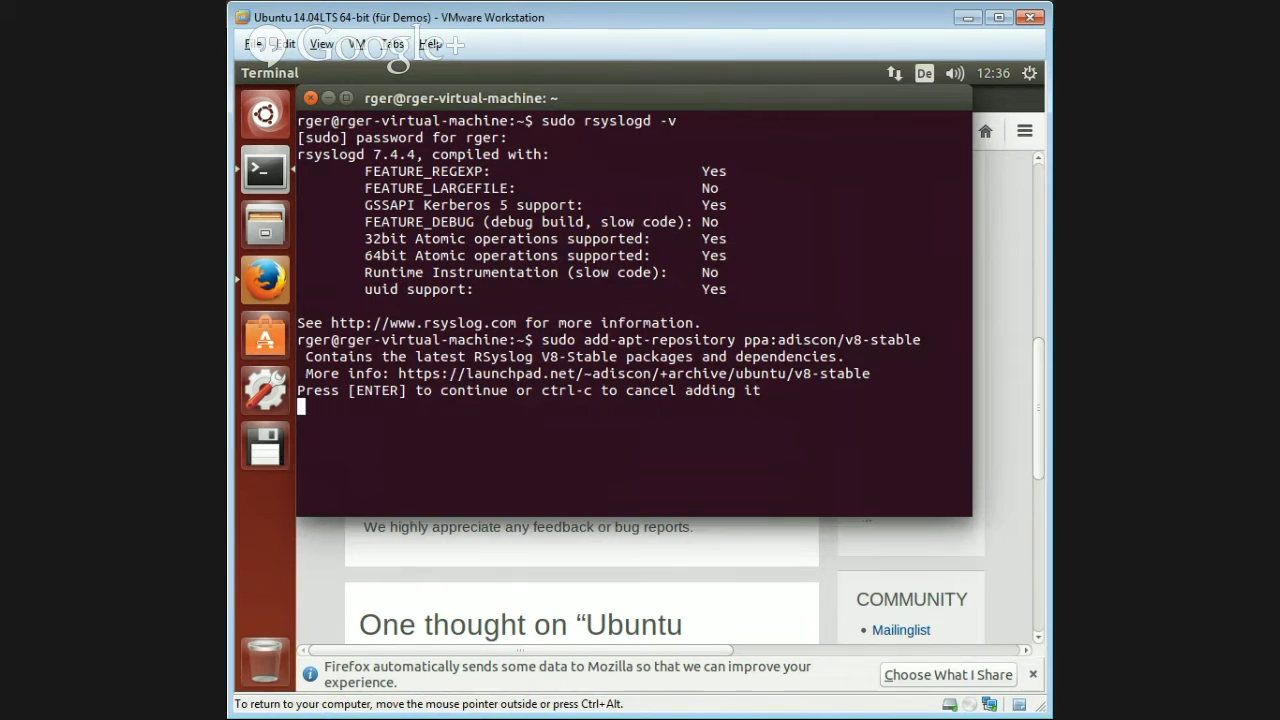 Ubuntu 14.04LTS 64-bit (für Demos) - VMware Workstation
File Edit View VM Tabs Help
Google+
Terminal
De 12:36
rger@rger-virtual-machine: ~
rger@rger-virtual-machine:~$ sudo rsyslogd -v
[sudo] password for rger:
rsyslogd 7.4.4, compiled with:
FEATURE_REGEXP: Yes
FEATURE_LARGEFILE: No
GSSAPI Kerberos 5 support: Yes
FEATURE_DEBUG (debug build, slow code): No
32bit Atomic operations supported: Yes
64bit Atomic operations supported: Yes
Runtime Instrumentation (slow code): No
uuid support: Yes
See http://www.rsyslog.com for more information.
rger@rger-virtual-machine:~$ sudo add-apt-repository ppa:adiscon/v8-stable
Contains the latest RSyslog V8-Stable packages and dependencies.
More info: https://launchpad.net/~adiscon/+archive/ubuntu/v8-stable
Press [ENTER] to continue or ctrl-c to cancel adding it
We highly appreciate any feedback or bug reports.
One thought on “Ubuntu
COMMUNITY
• Mailinglist
Firefox automatically sends some data to Mozilla so that we can improve your
experience.
Choose What I Share
To return to your computer, move the mouse pointer outside or press Ctrl+Alt.